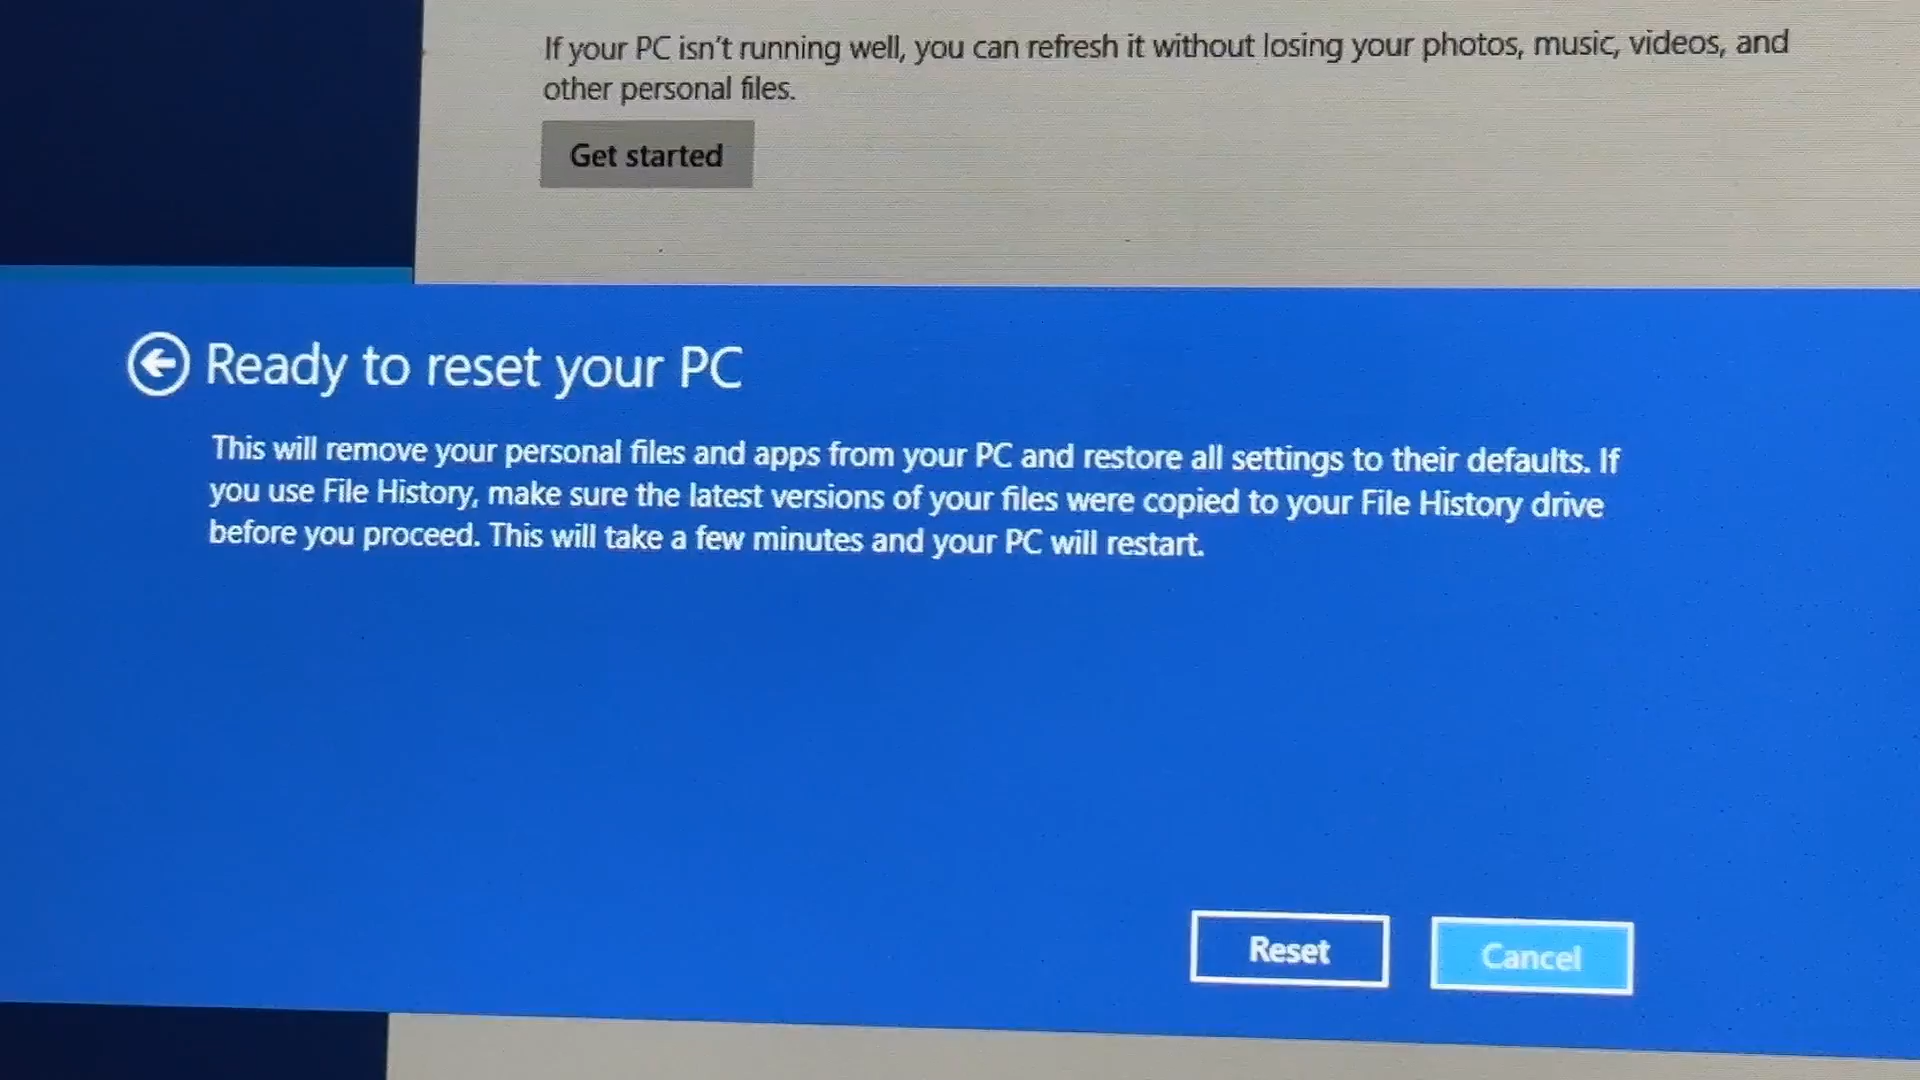 If your PC isn't running well, you can refresh it without losing your photos, music, videos, and
other personal files.
Get started
Ready to reset your PC
This will remove your personal files and apps from your PC and restore all settings to their defaults. If
you use File History, make sure the latest versions of your files were copied to your File History drive
before you proceed. This will take a few minutes and your PC will restart.
Reset
Cancel